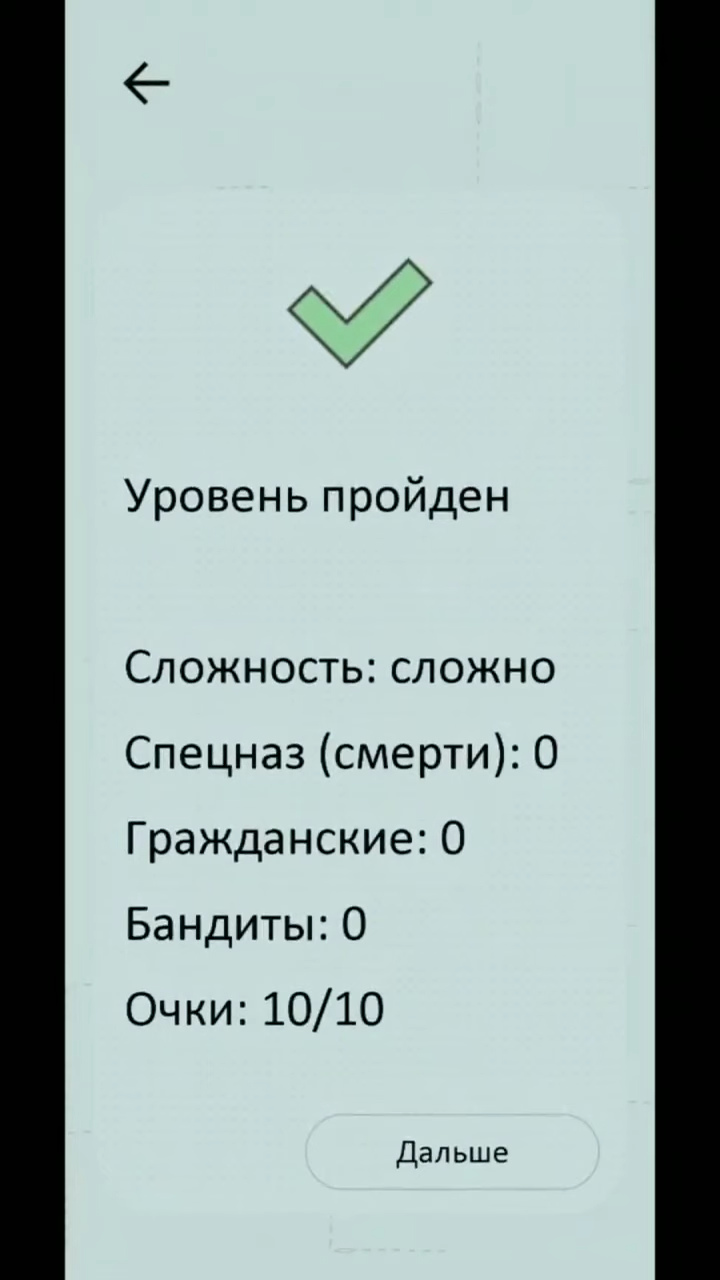 Уровень пройден
Сложность: сложно
Спецназ (смерти): 0
Гражданские: 0
Бандиты: 0
Очки: 10/10
Дальше